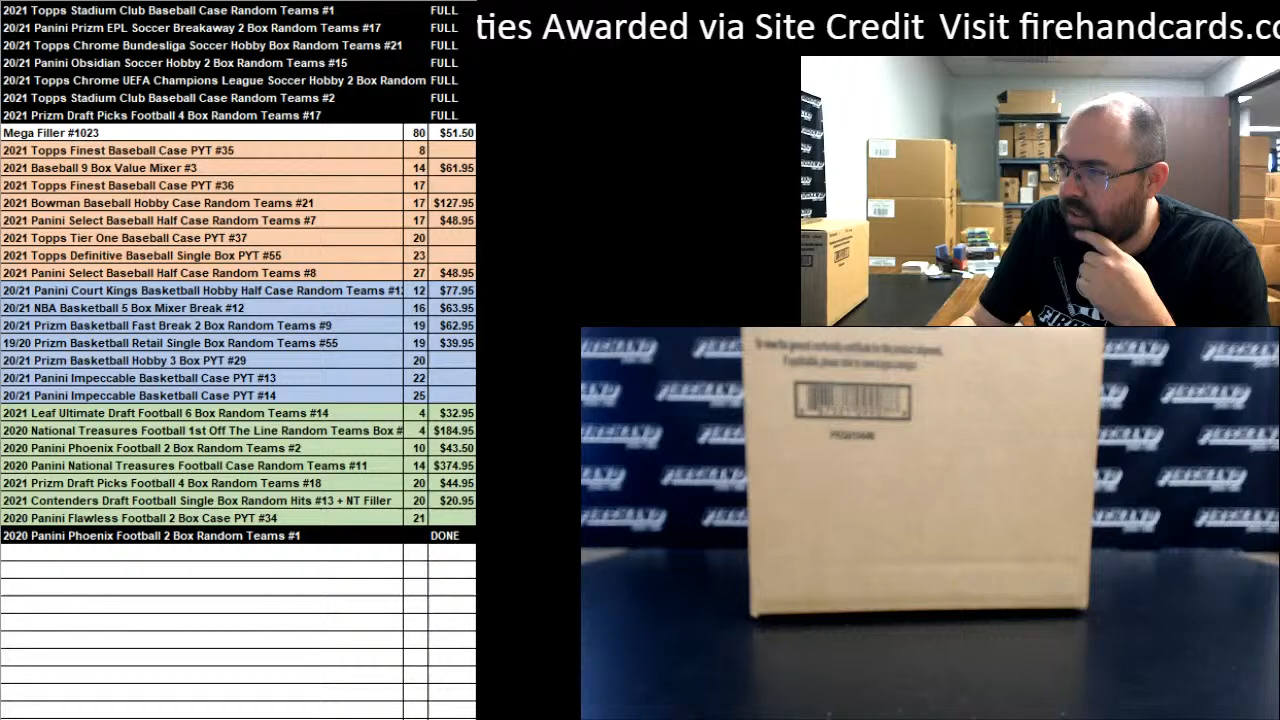 2021 Topps Stadium Club Baseball Case Random Teams #1 FULL
20/21 Panini Prizm EPL Soccer Breakaway 2 Box Random Teams #17 FULL
20/21 Topps Chrome Bundesliga Soccer Hobby Box Random Teams #21 FULL
20/21 Panini Obsidian Soccer Hobby 2 Box Random Teams #15 FULL
20/21 Topps Chrome UEFA Champions League Soccer Hobby 2 Box Random FULL
2021 Topps Stadium Club Baseball Case Random Teams #2 FULL
2021 Prizm Draft Picks Football 4 Box Random Teams #17 FULL
Mega Filler #1023 80 $51.50
2021 Topps Finest Baseball Case PYT #35 8
2021 Baseball 9 Box Value Mixer #3 14 $61.95
2021 Topps Finest Baseball Case PYT #36 17
2021 Bowman Baseball Hobby Case Random Teams #21 17 $127.95
2021 Panini Select Baseball Half Case Random Teams #7 17 $48.95
2021 Topps Tier One Baseball Case PYT #37 20
2021 Topps Definitive Baseball Single Box PYT #55 23
2021 Panini Select Baseball Half Case Random Teams #8 27 $48.95
20/21 Panini Court Kings Basketball Hobby Half Case Random Teams #1 12 $77.95
20/21 NBA Basketball 5 Box Mixer Break #12 16 $63.95
20/21 Prizm Basketball Fast Break 2 Box Random Teams #9 19 $62.95
19/20 Prizm Basketball Retail Single Box Random Teams #55 19 $39.95
20/21 Prizm Basketball Hobby 3 Box PYT #29 20
20/21 Panini Impeccable Basketball Case PYT #13 22
20/21 Panini Impeccable Basketball Case PYT #14 25
2021 Leaf Ultimate Draft Football 6 Box Random Teams #14 4 $32.95
2020 National Treasures Football 1st Off The Line Random Teams Box # 4 $184.95
2020 Panini Phoenix Football 2 Box Random Teams #2 10 $43.50
2020 Panini National Treasures Football Case Random Teams #11 14 $374.95
2021 Prizm Draft Picks Football 4 Box Random Teams #18 20 $44.95
2021 Contenders Draft Football Single Box Random Hits #13 + NT Filler 20 $20.95
2020 Panini Flawless Football 2 Box Case PYT #34 21
2020 Panini Phoenix Football 2 Box Random Teams #1 DONE
ties Awarded via Site Credit Visit firehandcards.co